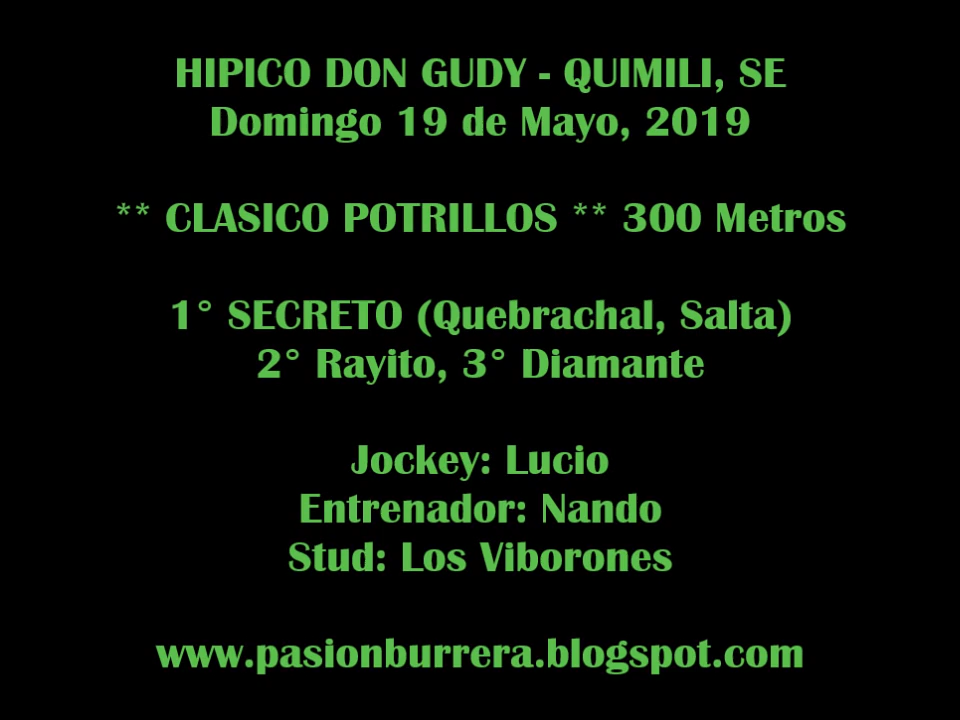 HIPICO DON GUDY - QUIMILI, SE
Domingo 19 de Mayo, 2019
** CLASICO POTRILLOS ** 300 Metros
1° SECRETO (Quebrachal, Salta)
2° Rayito, 3° Diamante
Jockey: Lucio
Entrenador: Nando
Stud: Los Viborones
www.pasionburrera.blogspot.com